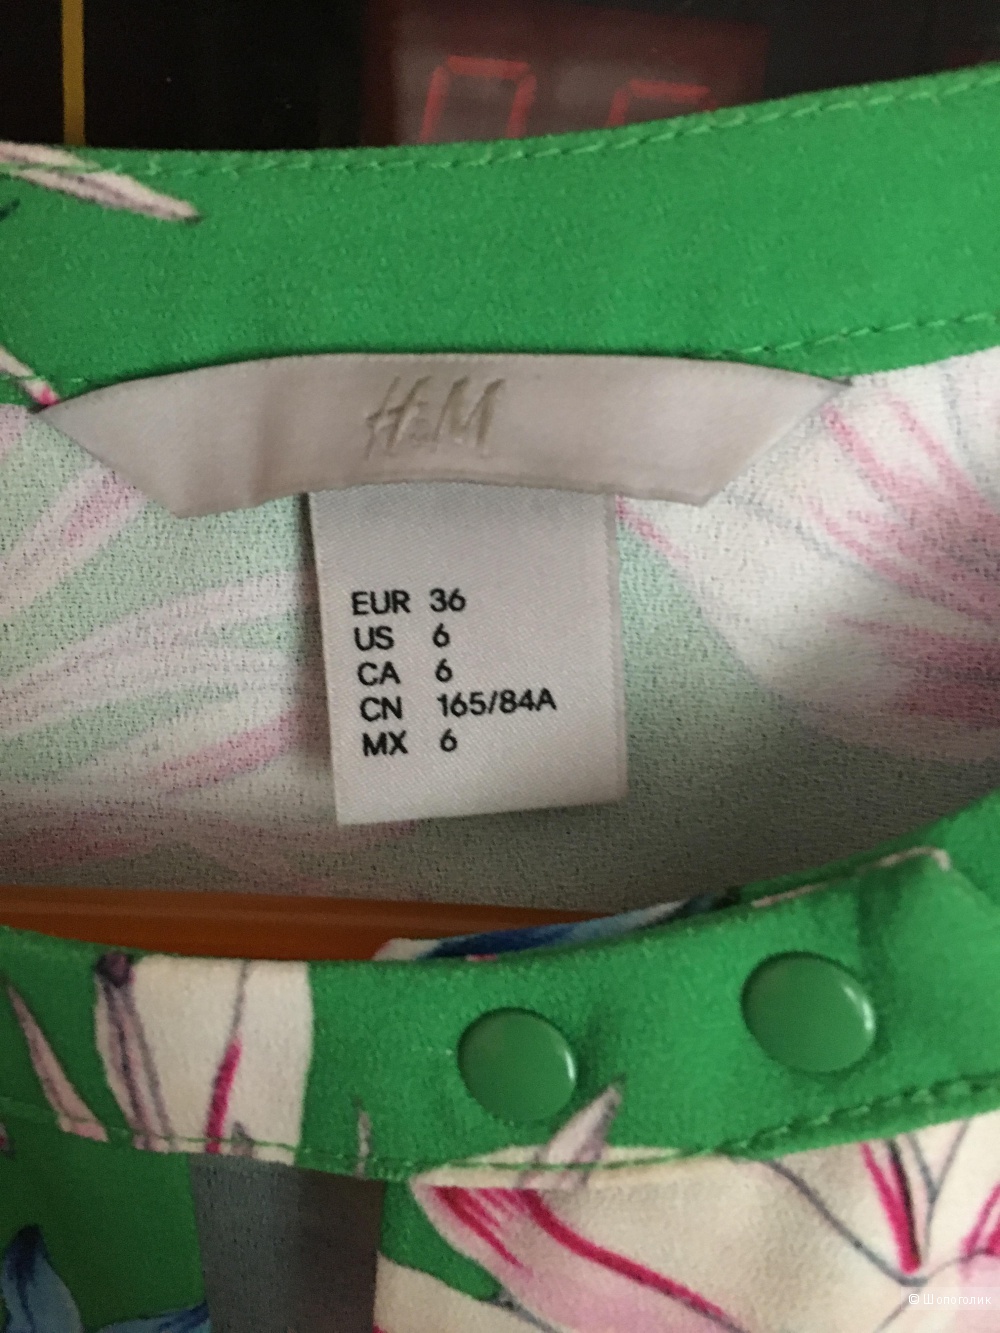 H&M
EUR 36
US 6
CA 6
CN 165/84A
MX 6
© Шопоголик